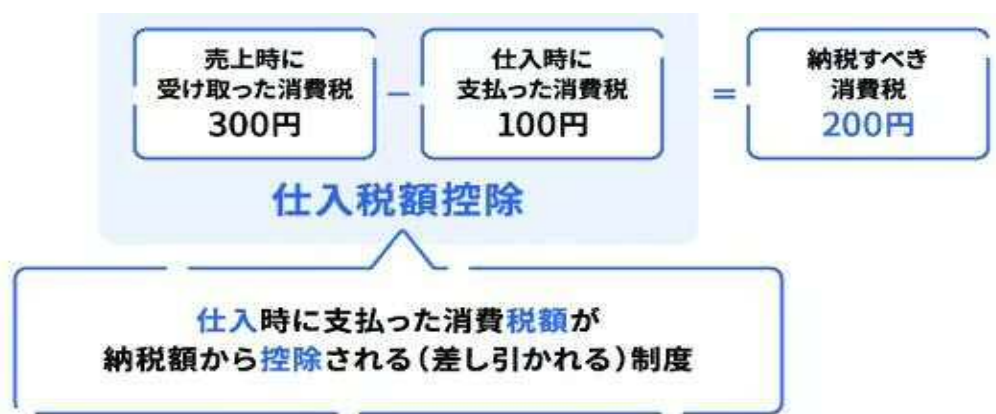 売上時に
受け取った消費税
300円
－
仕入時に
支払った消費税
100円
＝
納税すべき
消費税
200円
仕入税額控除
仕入時に支払った消費税額が
納税額から控除される（差し引かれる）制度